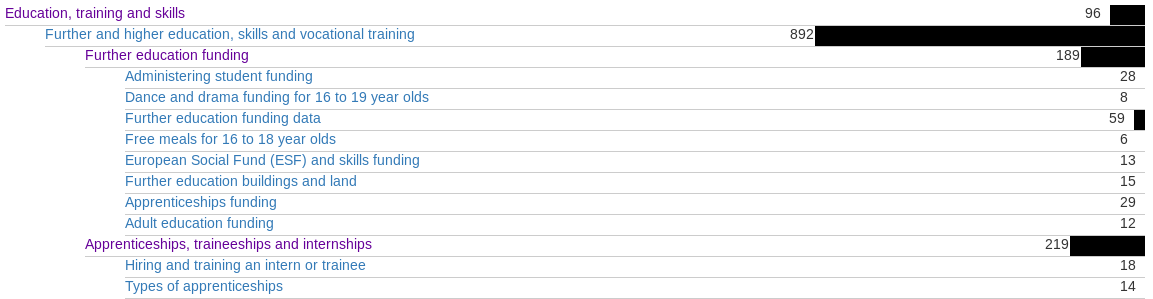 Education, training and skills 96
Further and higher education, skills and vocational training 892
Further education funding 189
Administering student funding 28
Dance and drama funding for 16 to 19 year olds 8
Further education funding data 59
Free meals for 16 to 18 year olds 6
European Social Fund (ESF) and skills funding 13
Further education buildings and land 15
Apprenticeships funding 29
Adult education funding 12
Apprenticeships, traineeships and internships 219
Hiring and training an intern or trainee 18
Types of apprenticeships 14